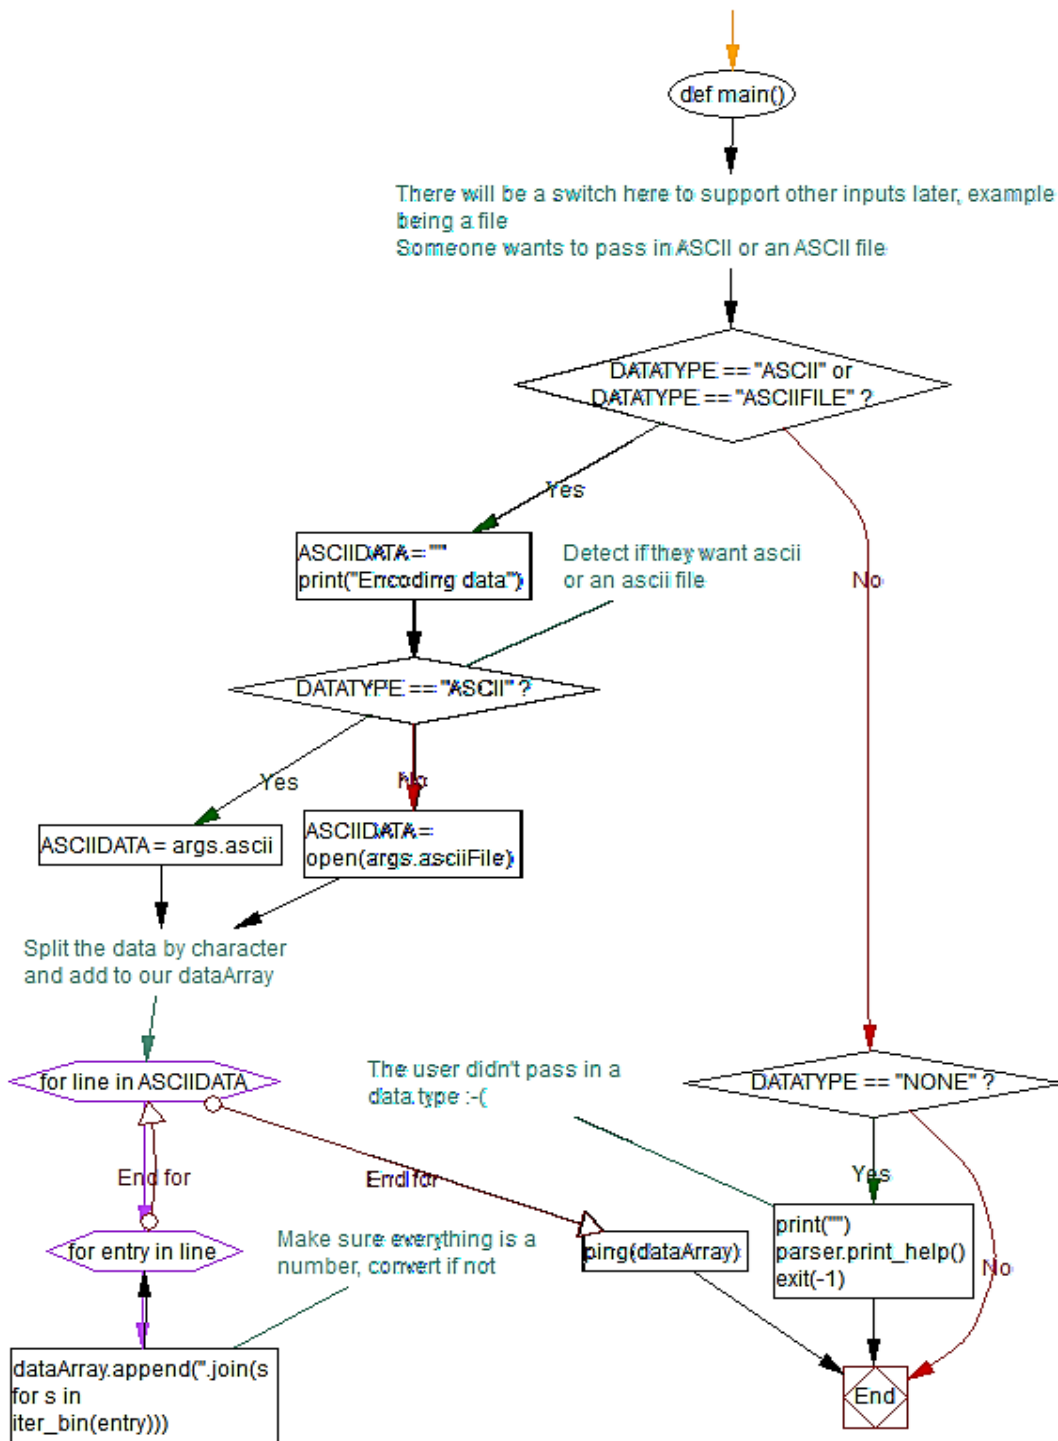 def main()
There will be a switch here to support other inputs later, example
being a file
Someone wants to pass in ASCII or an ASCII file
DATATYPE == "ASCII" or
DATATYPE == "ASCIIFILE" ?
Yes
No
ASCIIDATA = ""
print("Encoding data")
Detect if they want ascii
or an ascii file
DATATYPE == "ASCII" ?
Yes
No
ASCIIDATA = args.ascii
ASCIIDATA =
open(args.asciiFile)
Split the data by character
and add to our dataArray
for line in ASCIIDATA
The user didn't pass in a
data type :-(
DATATYPE == "NONE" ?
End for
End for
Yes
No
for entry in line
Make sure everything is a
number, convert if not
ping(dataArray)
print("")
parser.print_help()
exit(-1)
dataArray.append(''.join(s
for s in
iter_bin(entry)))
End